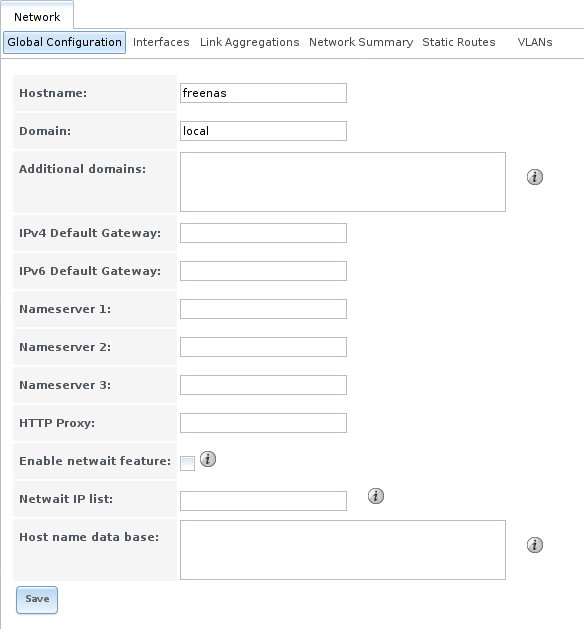 Network
Global Configuration Interfaces Link Aggregations Network Summary Static Routes VLANs
Hostname: freenas
Domain: local
Additional domains: i
IPv4 Default Gateway:
IPv6 Default Gateway:
Nameserver 1:
Nameserver 2:
Nameserver 3:
HTTP Proxy:
Enable netwait feature: i
Netwait IP list: i
Host name data base: i
Save